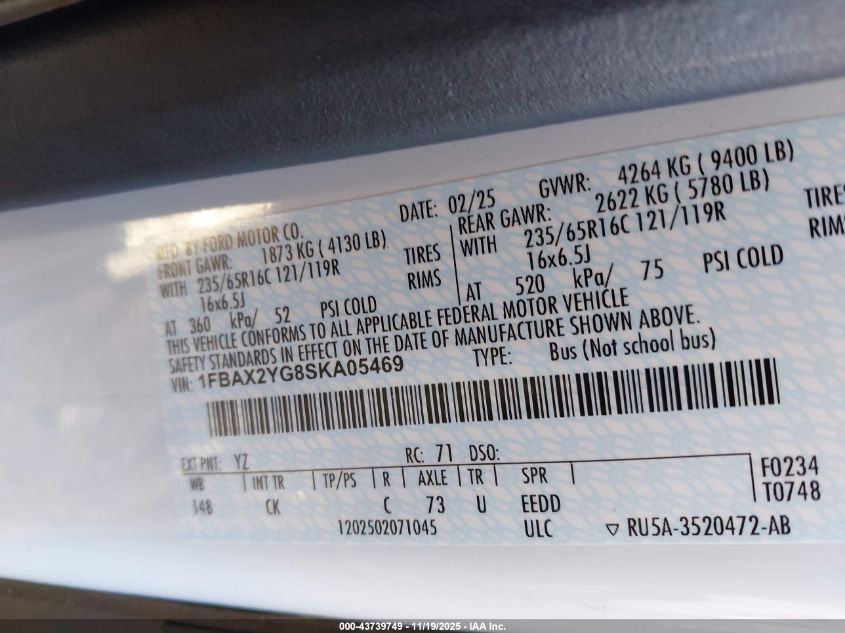 MFD BY FORD MOTOR CO. DATE: 02/25 GVWR: 4264 KG ( 9400 LB)
FRONT GAWR: 1873 KG ( 4130 LB) REAR GAWR: 2622 KG ( 5780 LB)
WITH 235/65R16C 121/119R TIRES WITH 235/65R16C 121/119R TIRES
16x6.5J RIMS 16x6.5J RIMS
AT 360 kPa/ 52 PSI COLD AT 520 kPa/ 75 PSI COLD
THIS VEHICLE CONFORMS TO ALL APPLICABLE FEDERAL MOTOR VEHICLE
SAFETY STANDARDS IN EFFECT ON THE DATE OF MANUFACTURE SHOWN ABOVE.
VIN: 1FBAX2YG8SKA05469 TYPE: Bus (Not school bus)
EXT PNT: YZ RC: 71 DSO:
WB INT TR TP/PS R AXLE TR SPR F0234
148 CK C 73 U EEDD T0748
1202502071045 ULC RU5A-3520472-AB
000-43739749 - 11/19/2025 - IAA Inc.